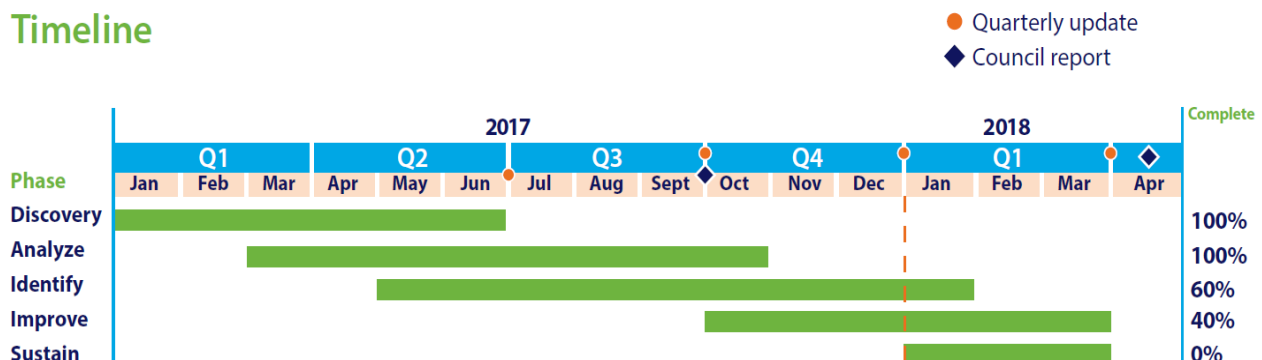 Timeline
Quarterly update
Council report
Complete
2017 2018
Q1 Q2 Q3 Q4 Q1
Phase Jan Feb Mar Apr May Jun Jul Aug Sept Oct Nov Dec Jan Feb Mar Apr
Discovery 100%
Analyze 100%
Identify 60%
Improve 40%
Sustain 0%